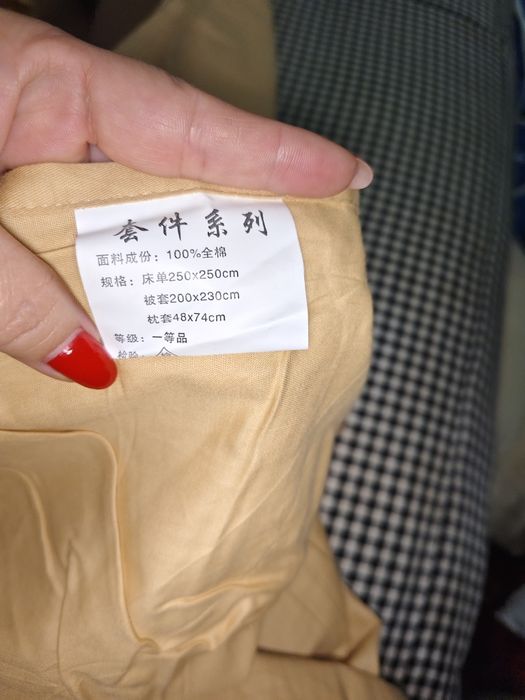 套件系列
面料成份：100%全棉
规格：床单250x250cm
被套200x230cm
枕套48x74cm
等级：一等品
检验：